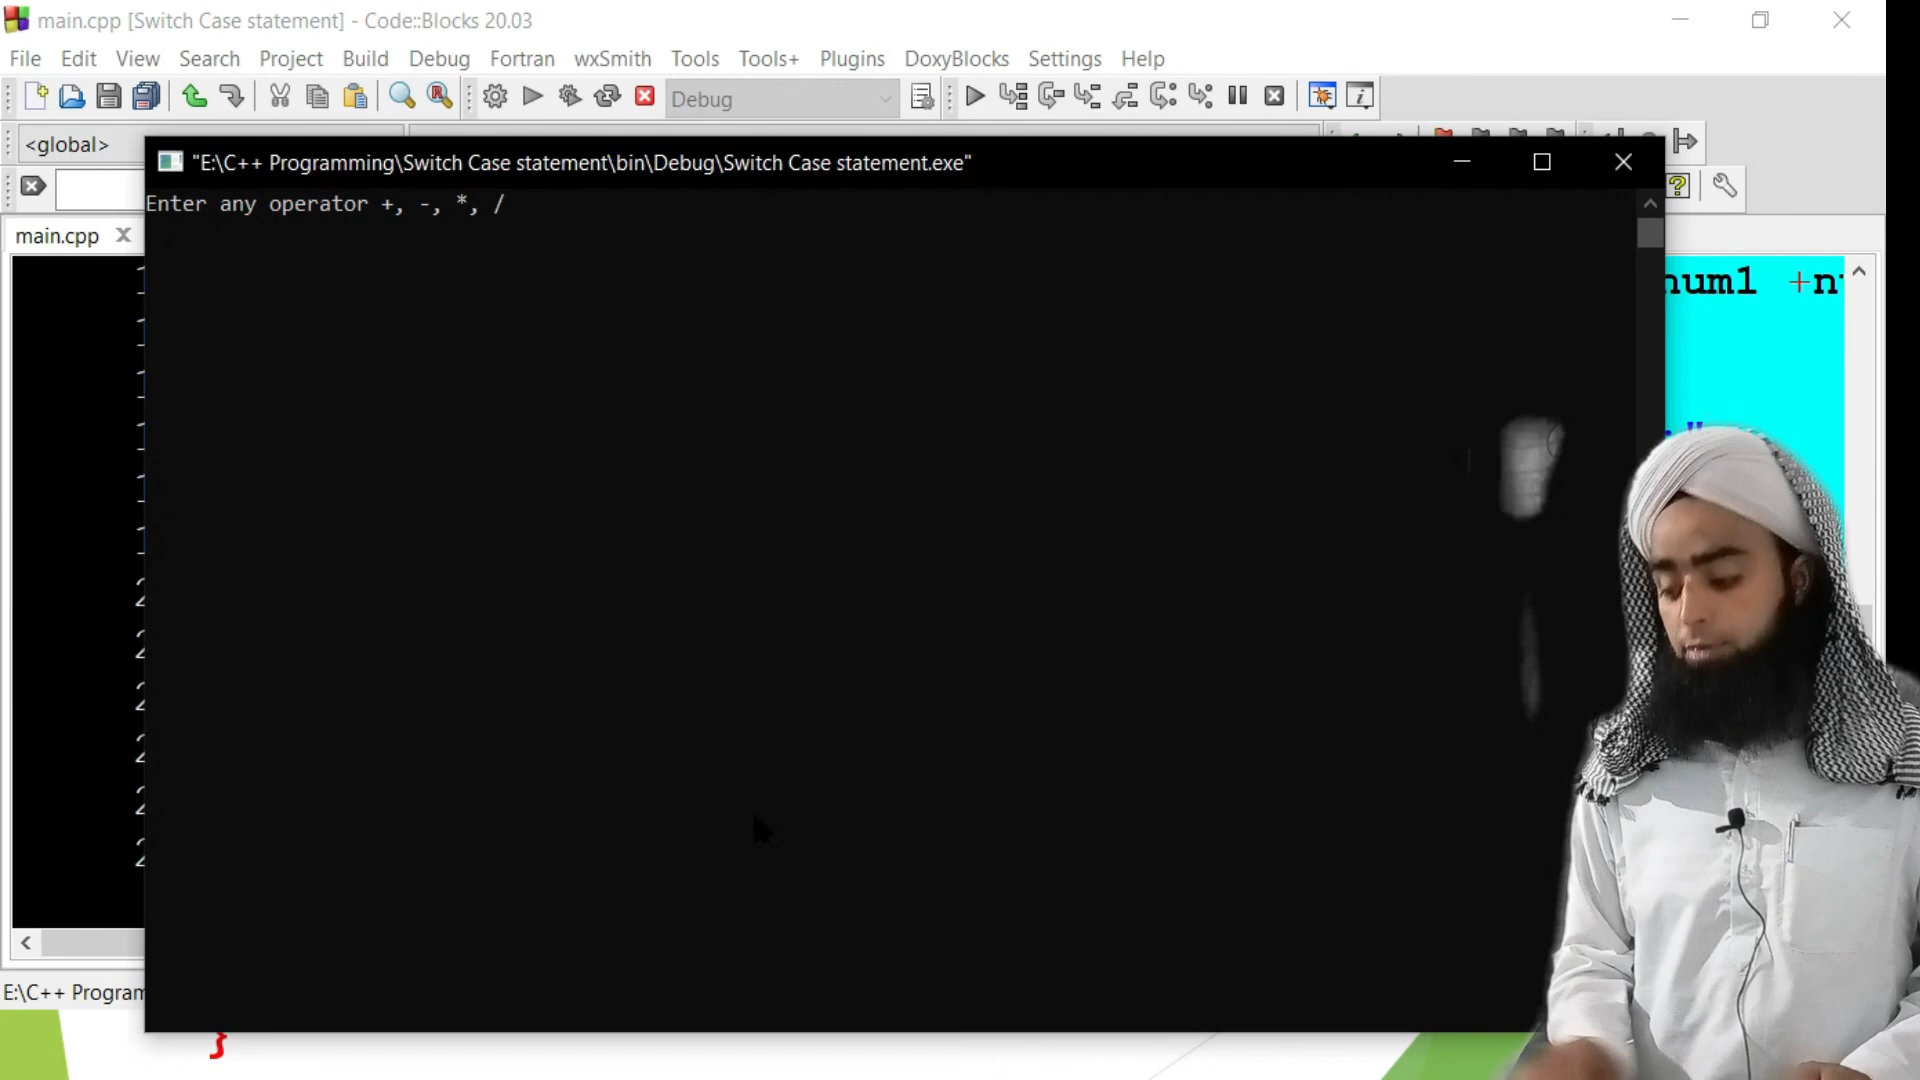 main.cpp [Switch Case statement] - Code::Blocks 20.03
File Edit View Search Project Build Debug Fortran wxSmith Tools Tools+ Plugins DoxyBlocks Settings Help
Debug
<global>
"E:\C++ Programming\Switch Case statement\bin\Debug\Switch Case statement.exe"
Enter any operator +, -, *, /
main.cpp
num1 +n
E:\C++ Program
}